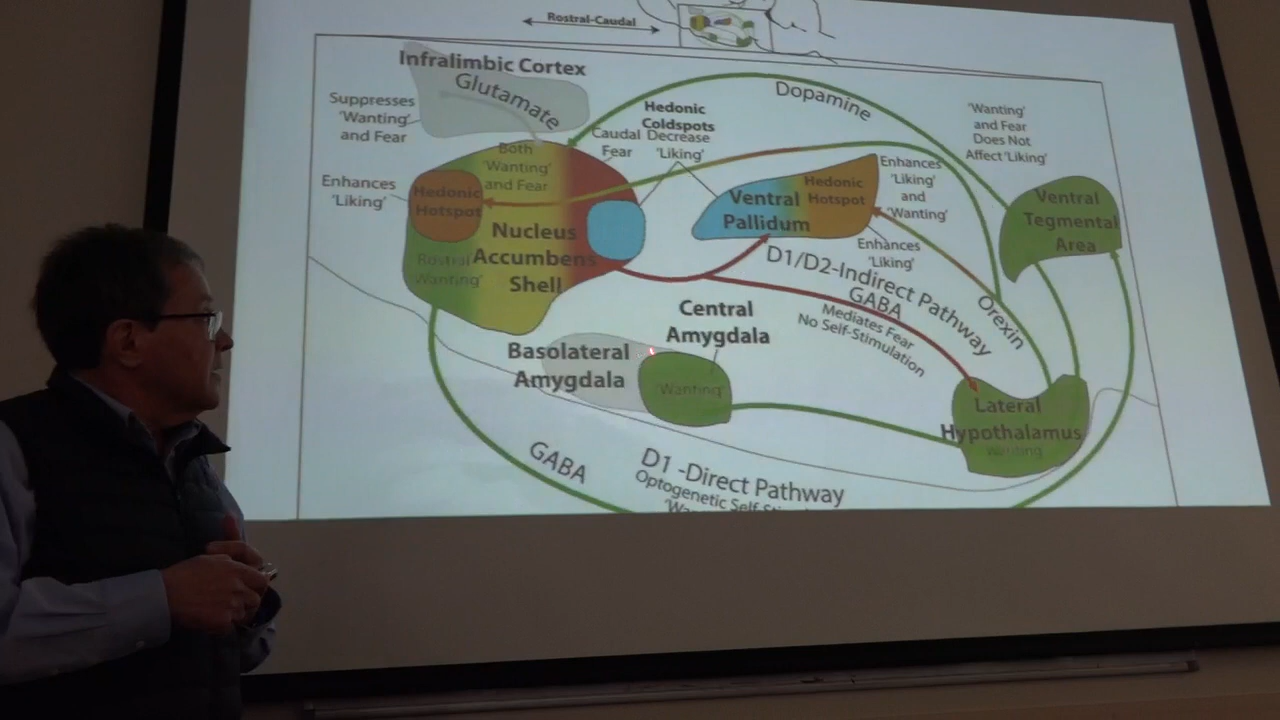 Rostral-Caudal
Infralimbic Cortex
Glutamate
Suppresses
'Wanting'
and Fear
Dopamine
Hedonic
Coldspots
Decrease
'Liking'
Caudal
Fear
'Wanting'
and Fear
Does Not
Affect 'Liking'
Both
'Wanting'
and Fear
Enhances
'Liking'
Hedonic
Hotspot
Nucleus
Accumbens
Shell
Rostral
'Wanting'
Ventral
Pallidum
Hedonic
Hotspot
Enhances
'Liking'
and
'Wanting'
Enhances
'Liking'
Ventral
Tegmental
Area
D1/D2-Indirect Pathway
GABA
Mediates Fear
No Self-Stimulation
Orexin
Central
Amygdala
Basolateral
Amygdala
'Wanting'
Lateral
Hypothalamus
Wanting
GABA
D1 -Direct Pathway
Optogenetic